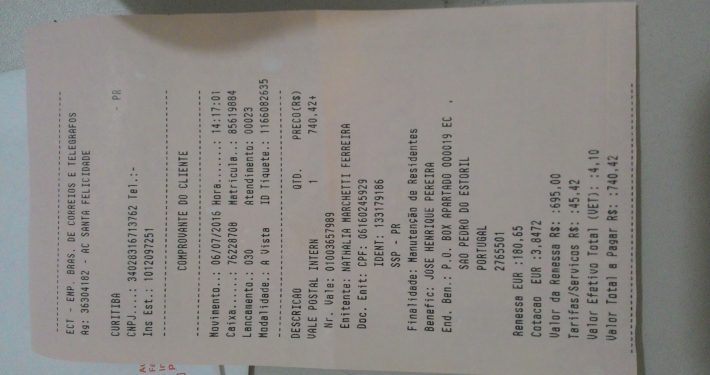 ECT - EMP. BRAS. DE CORREIOS E TELEGRAFOS
Ag: 36304182 - AC SANTA FELICIDADE
CURITIBA - PR
CNPJ....: 34028316713762 Tel.:-
Ins Est.: 1012097251
COMPROVANTE DO CLIENTE
Movimento..: 06/07/2016 Hora.......: 14:17:01
Caixa......: 76228708 Matricula..: 85619884
Lancamento.: 030 Atendimento: 00023
Modalidade.: A Vista ID Tiquete.: 1166082635
DESCRICAO QTD. PRECO(R$)
VALE POSTAL INTERN 1 740,42+
Nr. Vale: 01003657989
Emitente: NATHALIA MARCHETTI FERREIRA
Doc. Emit: CPF: 06160245929
IDENT: 133179186
SSP - PR
Finalidade: Manutenção de Residentes
Benefic: JOSE HENRIQUE PEREIRA
End. Ben.: P.O. BOX APARTADO 000019 EC ,
SAO PEDRO DO ESTORIL
PORTUGAL
2765501
Remessa EUR :180,65
Cotacao EUR :3,8472
Valor da Remessa R$: :695,00
Tarifas/Servicos R$: :45,42
Valor Efetivo Total (VET): :4,10
Valor Total a Pagar R$: :740,42